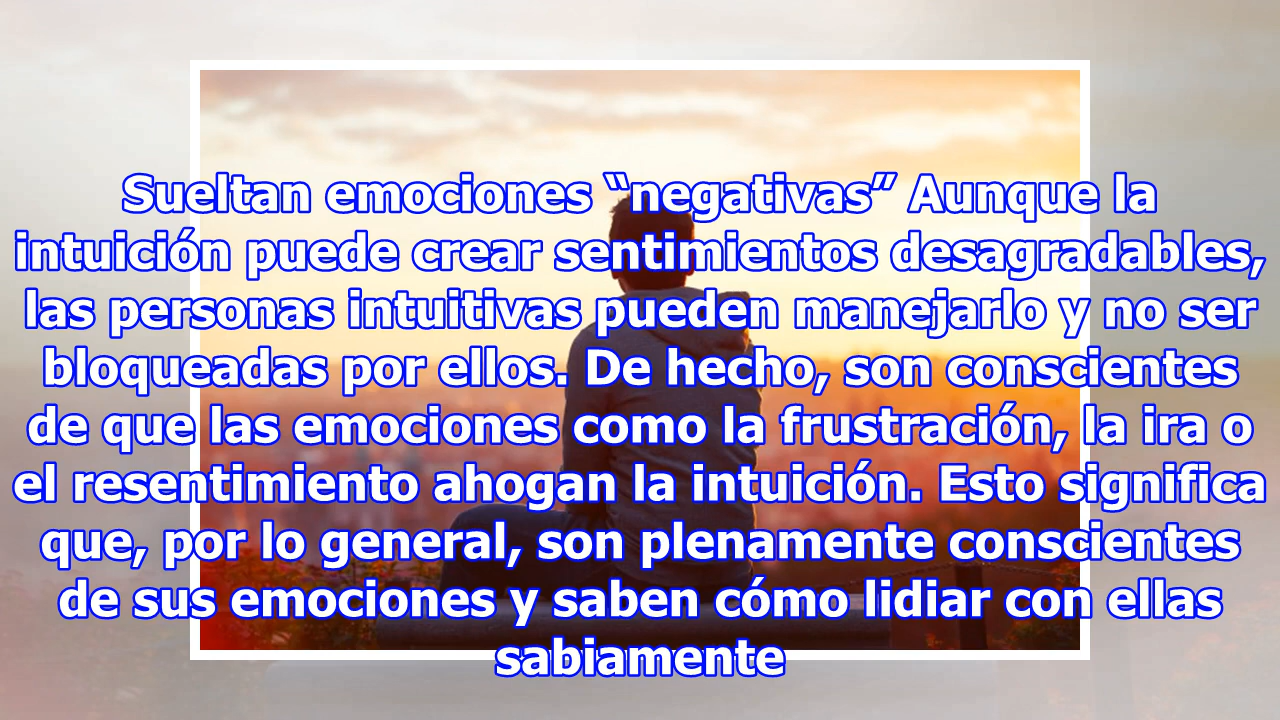 Sueltan emociones “negativas” Aunque la
intuición puede crear sentimientos desagradables,
las personas intuitivas pueden manejarlo y no ser
bloqueadas por ellos. De hecho, son conscientes
de que las emociones como la frustración, la ira o
el resentimiento ahogan la intuición. Esto significa
que, por lo general, son plenamente conscientes
de sus emociones y saben cómo lidiar con ellas
sabiamente